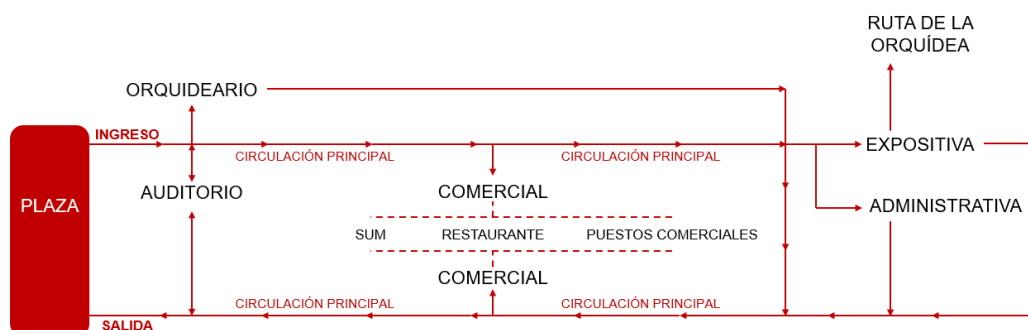 RUTA DE LA
ORQUÍDEA
ORQUIDEARIO
INGRESO
CIRCULACIÓN PRINCIPAL
CIRCULACIÓN PRINCIPAL
EXPOSITIVA
PLAZA
AUDITORIO
COMERCIAL
ADMINISTRATIVA
SUM
RESTAURANTE
PUESTOS COMERCIALES
COMERCIAL
CIRCULACIÓN PRINCIPAL
CIRCULACIÓN PRINCIPAL
SALIDA